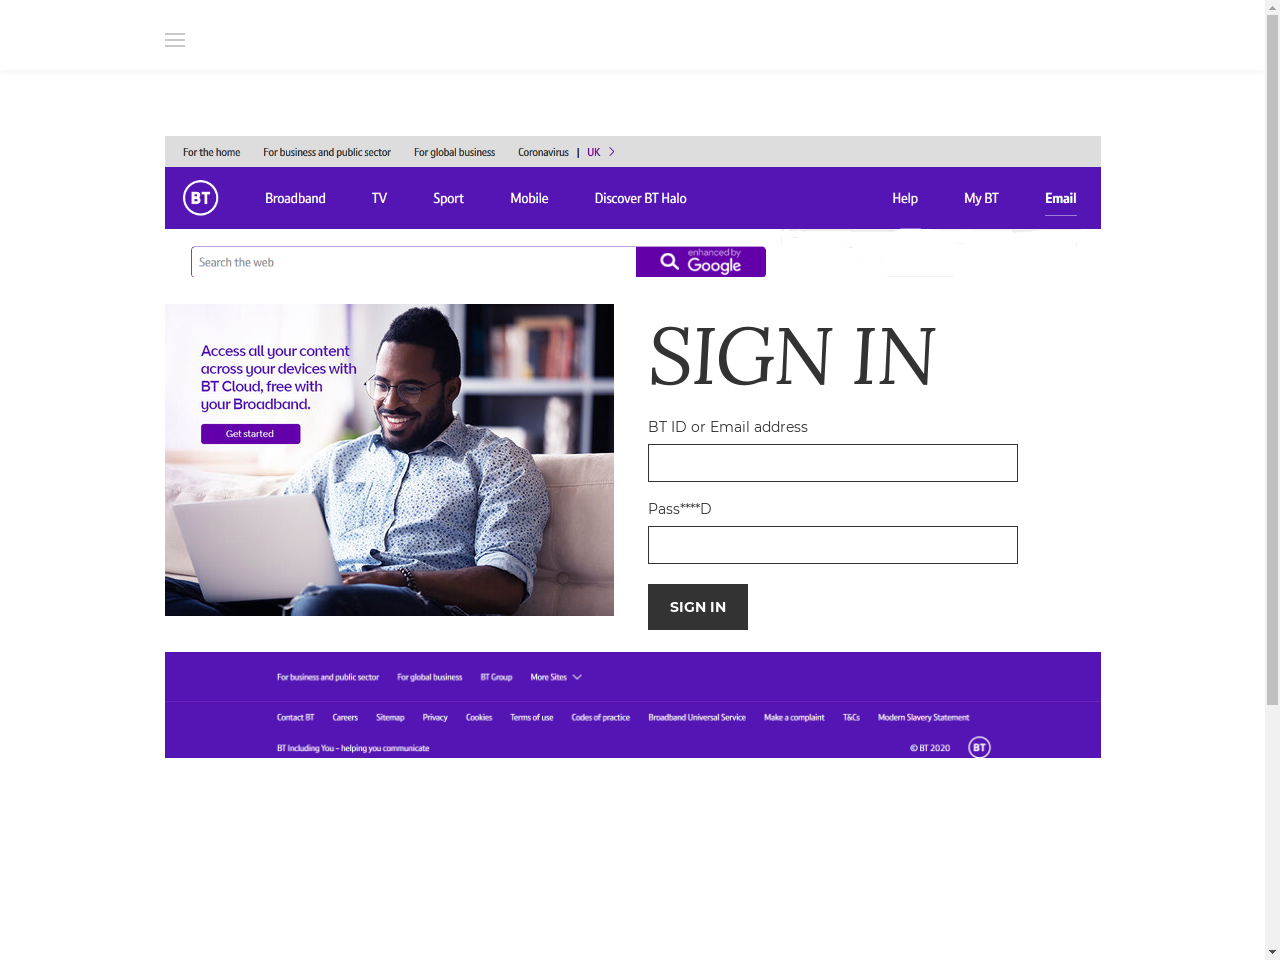 For the home For business and public sector For global business Coronavirus | UK
BT Broadband TV Sport Mobile Discover BT Halo Help My BT Email
Search the web
enhanced by
Google
Access all your content
across your devices with
BT Cloud, free with
your Broadband.
Get started
SIGN IN
BT ID or Email address
Pass****D
SIGN IN
For business and public sector For global business BT Group More Sites
Contact BT Careers Sitemap Privacy Cookies Terms of use Codes of practice Broadband Universal Service Make a complaint T&Cs Modern Slavery Statement
BT Including You – helping you communicate © BT 2020 BT